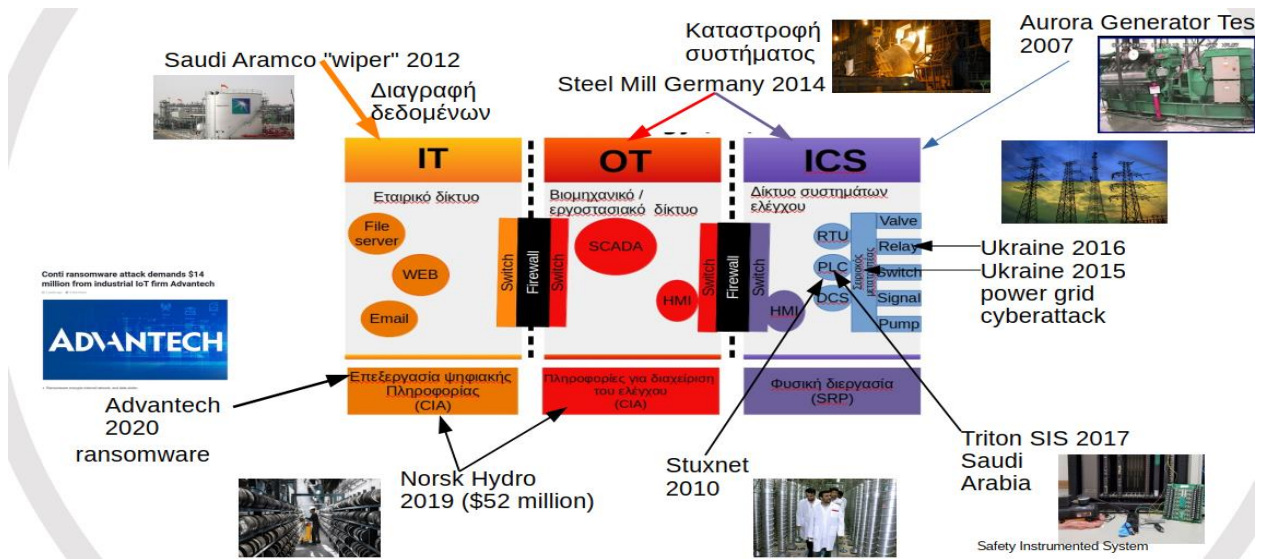 Saudi Aramco "wiper" 2012
Διαγραφή
δεδομένων
Καταστροφή
συστήματος
Steel Mill Germany 2014
Aurora Generator Tes
2007
IT
OT
ICS
Εταιρικό δίκτυο
Βιομηχανικό /
εργοστασιακό δίκτυο
Δίκτυο συστημάτων
ελέγχου
File
server
WEB
Email
Switch
Firewall
Switch
SCADA
HMI
Switch
Firewall
Switch
HMI
RTU
PLC
DCS
Σειριακός
μετατροπέας
Valve
Relay
Switch
Signal
Pump
Ukraine 2016
Ukraine 2015
power grid
cyberattack
Conti ransomware attack demands $14
million from industrial IoT firm Advantech
ADVANTECH
Επεξεργασία ψηφιακής
Πληροφορίας
(CIA)
Πληροφορίες για διαχείριση
του ελέγχου
(CIA)
Φυσική διεργασία
(SRP)
Advantech
2020
ransomware
Norsk Hydro
2019 ($52 million)
Stuxnet
2010
Triton SIS 2017
Saudi
Arabia
Safety Instrumented System